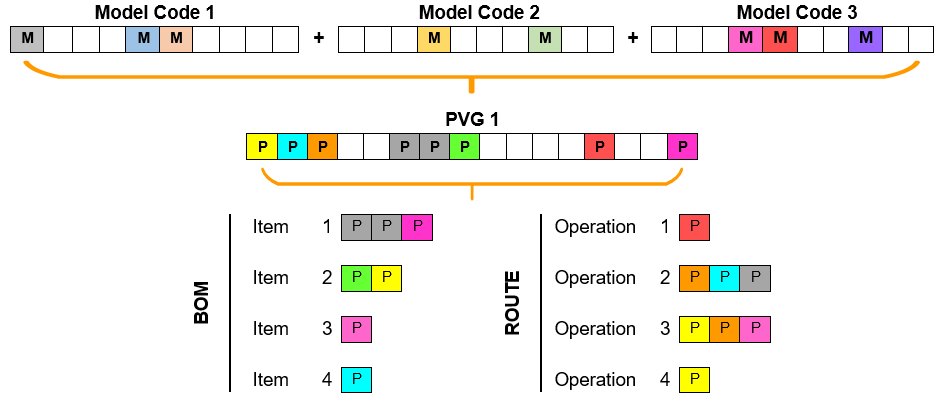 Model Code 1 Model Code 2 Model Code 3
M M M + M M + M M M
PVG 1
P P P P P P P P
Item 1 P P P Operation 1 P
Item 2 P P Operation 2 P P P
BOM ROUTE
Item 3 P Operation 3 P P P
Item 4 P Operation 4 P